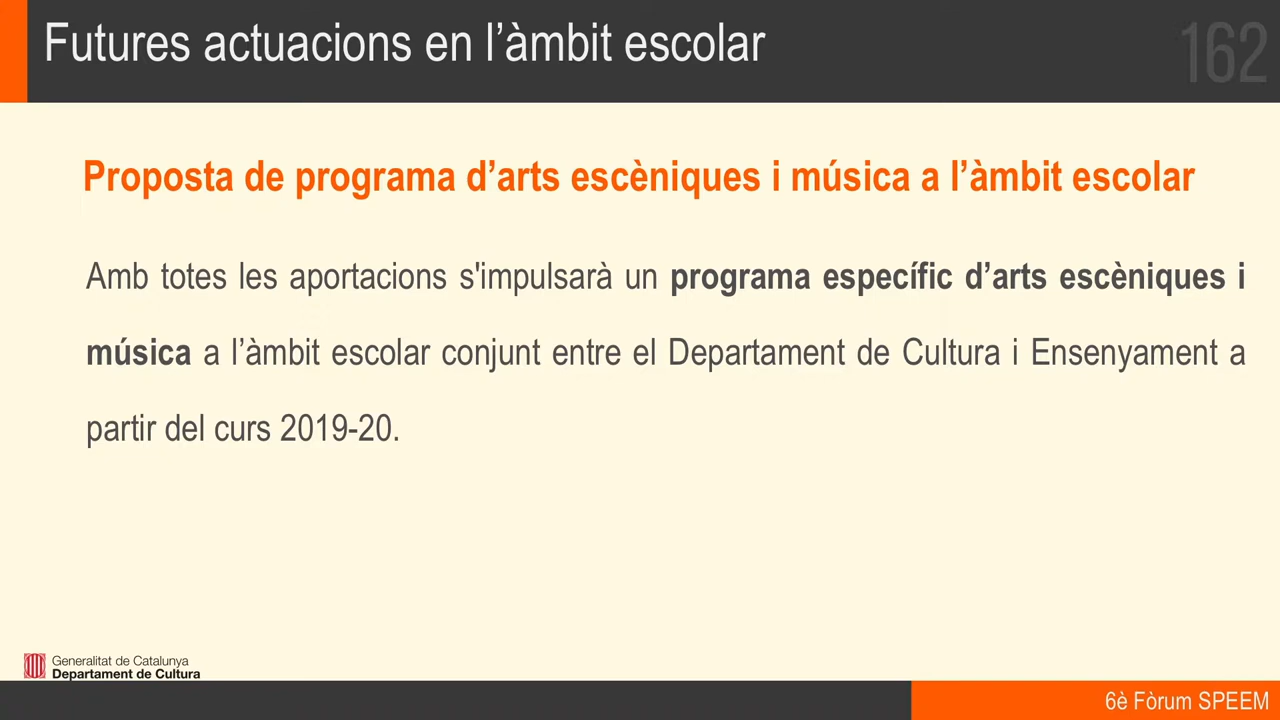 Futures actuacions en l’àmbit escolar
162
Proposta de programa d’arts escèniques i música a l’àmbit escolar
Amb totes les aportacions s'impulsarà un programa específic d’arts escèniques i
música a l’àmbit escolar conjunt entre el Departament de Cultura i Ensenyament a
partir del curs 2019-20.
Generalitat de Catalunya
Departament de Cultura
6è Fòrum SPEEM